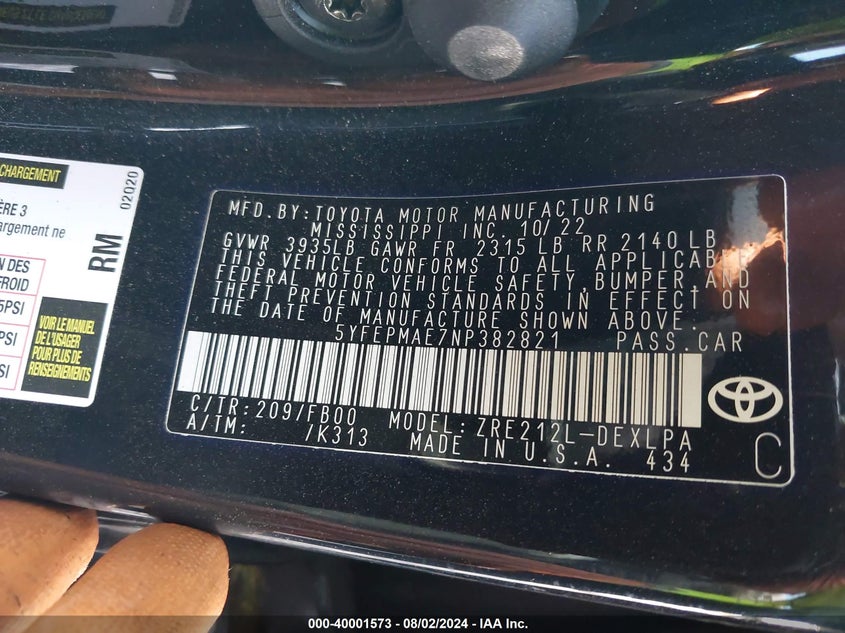 CHARGEMENT
ÈRE 3
argement ne
RM
02020
N DES
FROID
5PSI
PSI
SI
VOIR LE MANUEL
DE L'USAGER
POUR PLUS DE
RENSEIGNEMENTS
MFD. BY: TOYOTA MOTOR MANUFACTURING
MISSISSIPPI INC. 10/22
GVWR 3935LB GAWR FR 2315 LB RR 2140 LB
THIS VEHICLE CONFORMS TO ALL APPLICABLE
FEDERAL MOTOR VEHICLE SAFETY, BUMPER, AND
THEFT PREVENTION STANDARDS IN EFFECT ON
THE DATE OF MANUFACTURE SHOWN ABOVE.
5YFEPMAE7NP382821 PASS. CAR
C/TR: 209/FB00 MODEL: ZRE212L-DEXLPA
A/TM: /K313 MADE IN U.S.A. 434
C
000-40001573 - 08/02/2024 - IAA Inc.